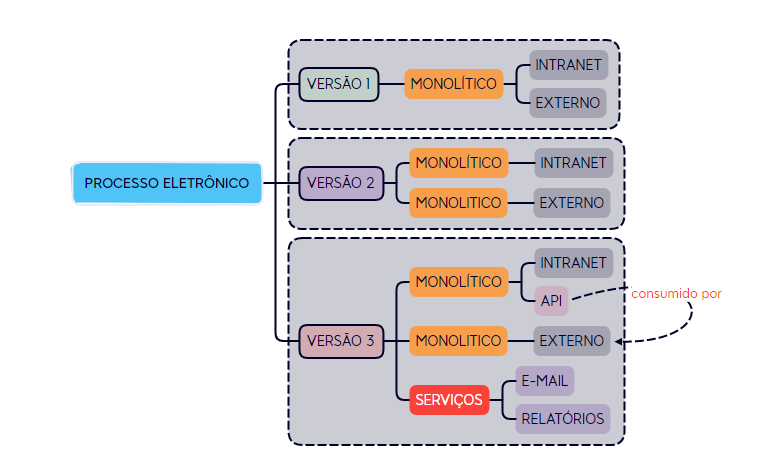 PROCESSO ELETRÔNICO
VERSÃO 1
MONOLÍTICO
INTRANET
EXTERNO
VERSÃO 2
MONOLÍTICO
INTRANET
MONOLITICO
EXTERNO
VERSÃO 3
MONOLÍTICO
INTRANET
API
consumido por
MONOLITICO
EXTERNO
SERVIÇOS
E-MAIL
RELATÓRIOS